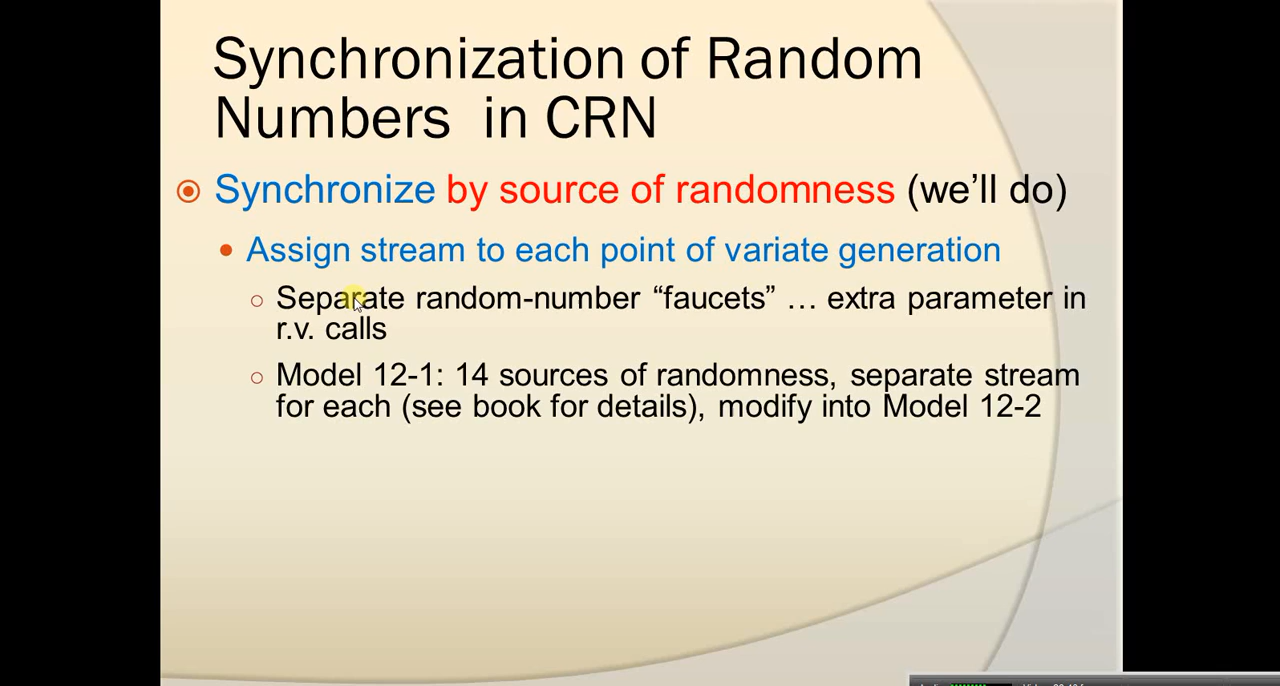 Synchronization of Random
Numbers in CRN
Synchronize by source of randomness (we’ll do)
Assign stream to each point of variate generation
Separate random-number “faucets” … extra parameter in
r.v. calls
Model 12-1: 14 sources of randomness, separate stream
for each (see book for details), modify into Model 12-2